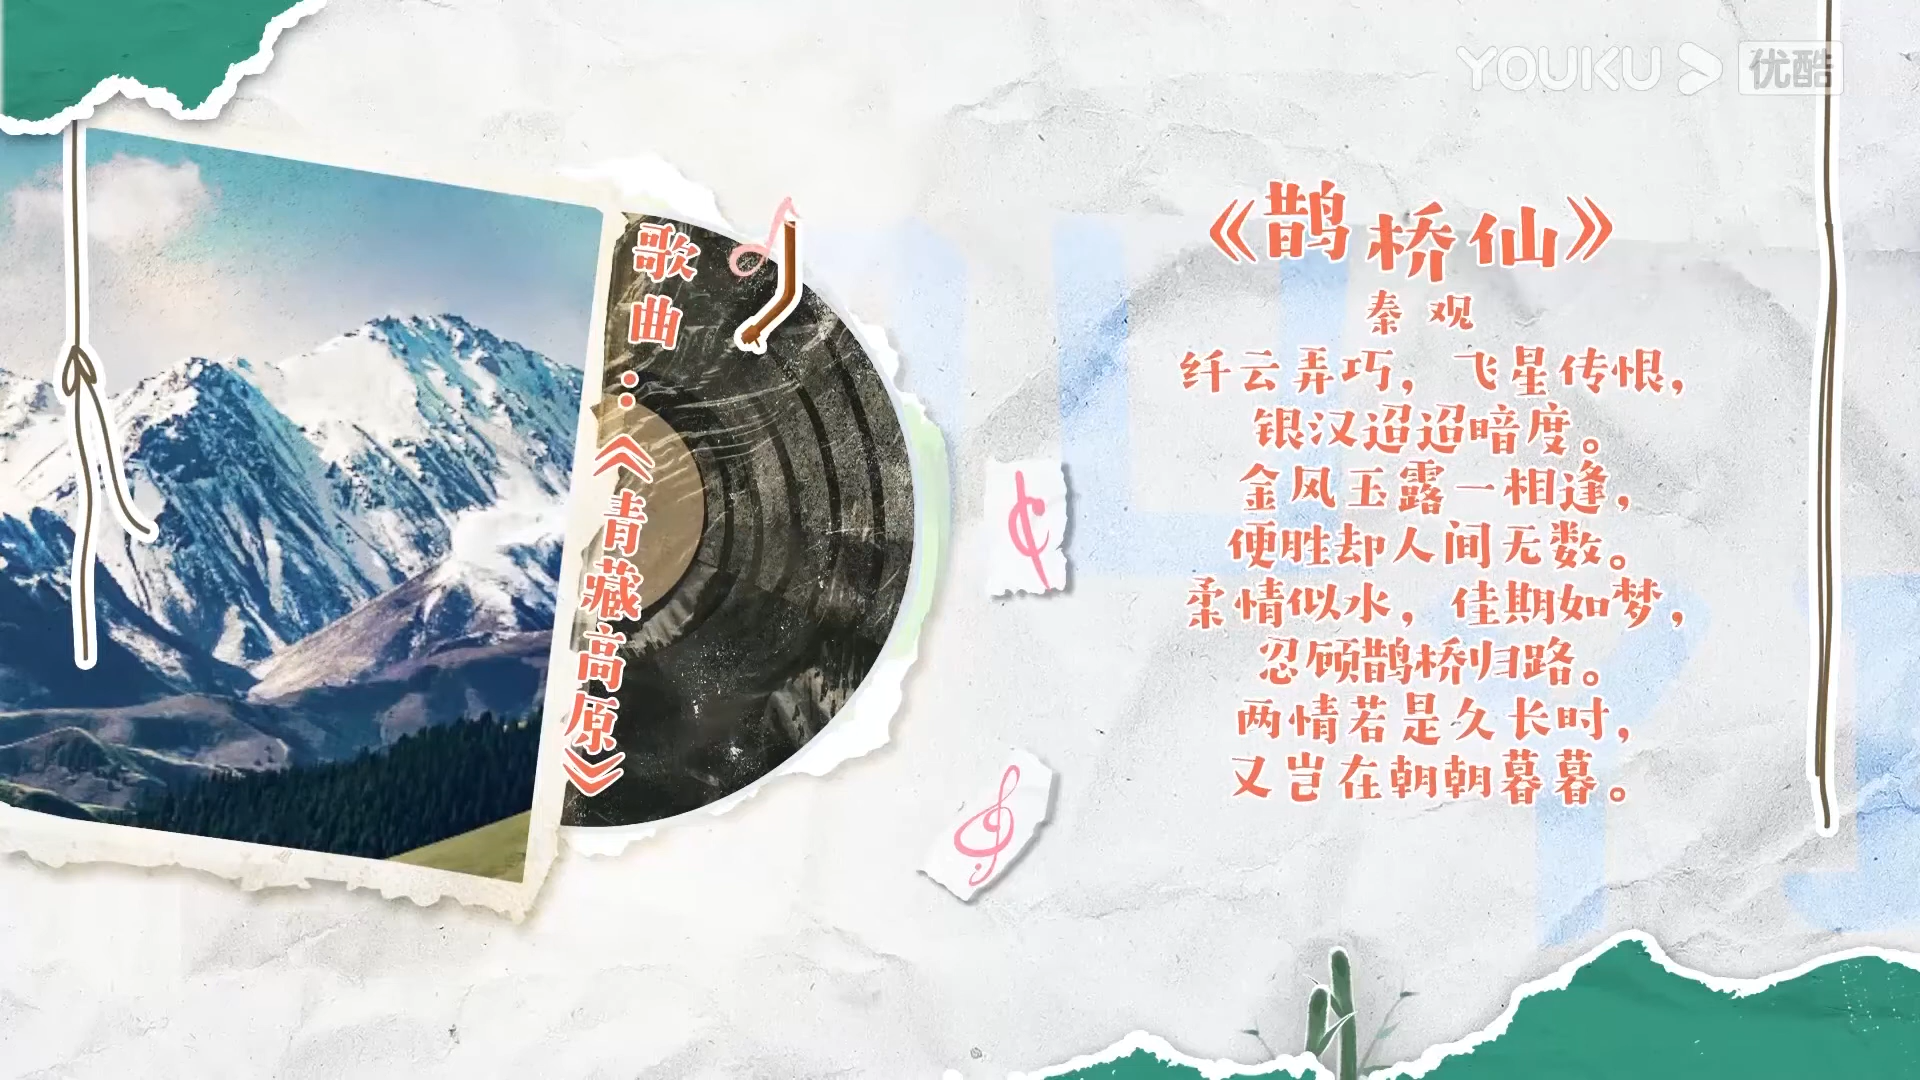 YOUKU 优酷
歌曲：《青藏高原》
《鹊桥仙》
秦观
纤云弄巧，飞星传恨，
银汉迢迢暗度。
金风玉露一相逢，
便胜却人间无数。
柔情似水，佳期如梦，
忍顾鹊桥归路。
两情若是久长时，
又岂在朝朝暮暮。